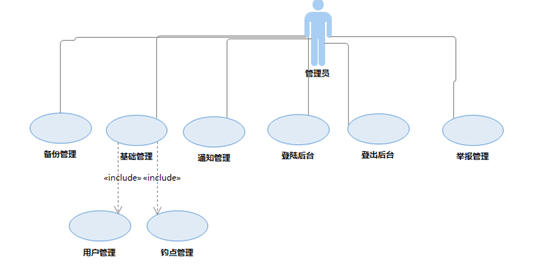 管理员
备份管理
基础管理
通知管理
登陆后台
登出后台
举报管理
«include»
«include»
用户管理
钓点管理